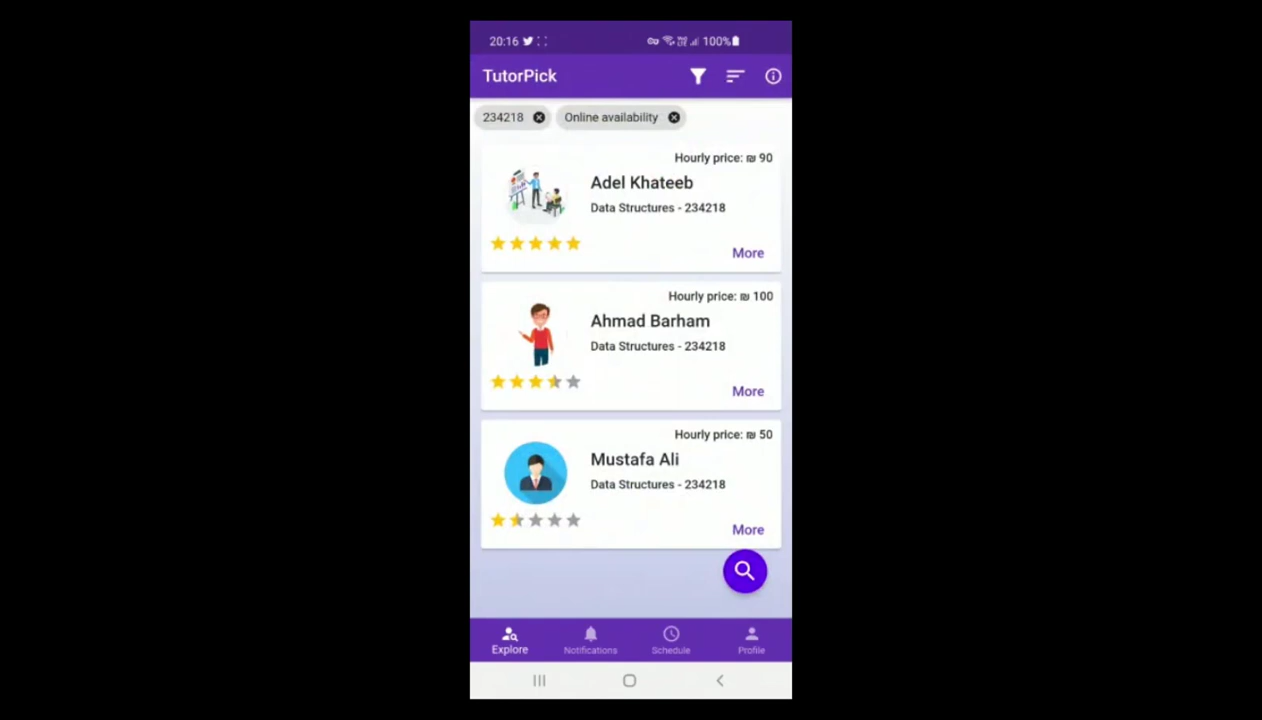 20:16 100%
TutorPick
234218 Online availability
Hourly price: ₪ 90
Adel Khateeb
Data Structures - 234218
More
Hourly price: ₪ 100
Ahmad Barham
Data Structures - 234218
More
Hourly price: ₪ 50
Mustafa Ali
Data Structures - 234218
More
Explore Notifications Schedule Profile